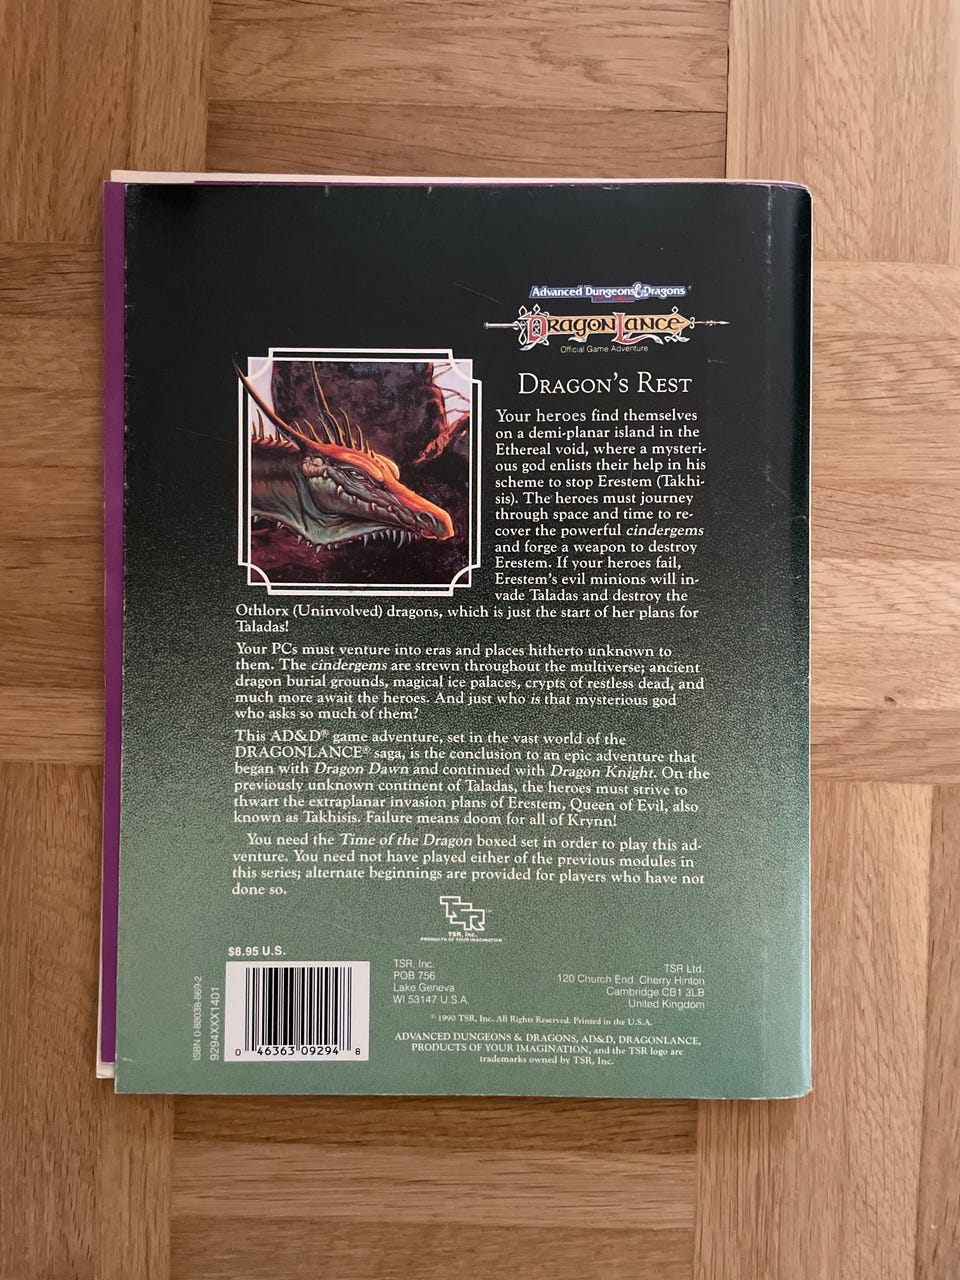 Advanced Dungeons & Dragons®
DRAGONLANCE
Official Game Adventure
DRAGON'S REST
Your heroes find themselves
on a demi-planar island in the
Ethereal void, where a mysteri-
ous god enlists their help in his
scheme to stop Erestem (Takhi-
sis). The heroes must journey
through space and time to re-
cover the powerful cindergems
and forge a weapon to destroy
Erestem. If your heroes fail,
Erestem's evil minions will in-
vade Taladas and destroy the
Othlorx (Uninvolved) dragons, which is just the start of her plans for
Taladas!
Your PCs must venture into eras and places hitherto unknown to
them. The cindergems are strewn throughout the multiverse; ancient
dragon burial grounds, magical ice palaces, crypts of restless dead, and
much more await the heroes. And just who is that mysterious god
who asks so much of them?
This AD&D® game adventure, set in the vast world of the
DRAGONLANCE® saga, is the conclusion to an epic adventure that
began with Dragon Dawn and continued with Dragon Knight. On the
previously unknown continent of Taladas, the heroes must strive to
thwart the extraplanar invasion plans of Erestem, Queen of Evil, also
known as Takhisis. Failure means doom for all of Krynn!
You need the Time of the Dragon boxed set in order to play this ad-
venture. You need not have played either of the previous modules in
this series; alternate beginnings are provided for players who have not
done so.
TSR™
TSR, Inc.
PRODUCTS OF YOUR IMAGINATION
$8.95 U.S.
ISBN 0-88038-869-2
9294XXX1401
0 46363 09294 8
TSR, Inc.
POB 756
Lake Geneva
WI 53147 U.S.A.
TSR Ltd.
120 Church End, Cherry Hinton
Cambridge CB1 3LB
United Kingdom
© 1990 TSR, Inc. All Rights Reserved. Printed in the U.S.A.
ADVANCED DUNGEONS & DRAGONS, AD&D, DRAGONLANCE,
PRODUCTS OF YOUR IMAGINATION, and the TSR logo are
trademarks owned by TSR, Inc.